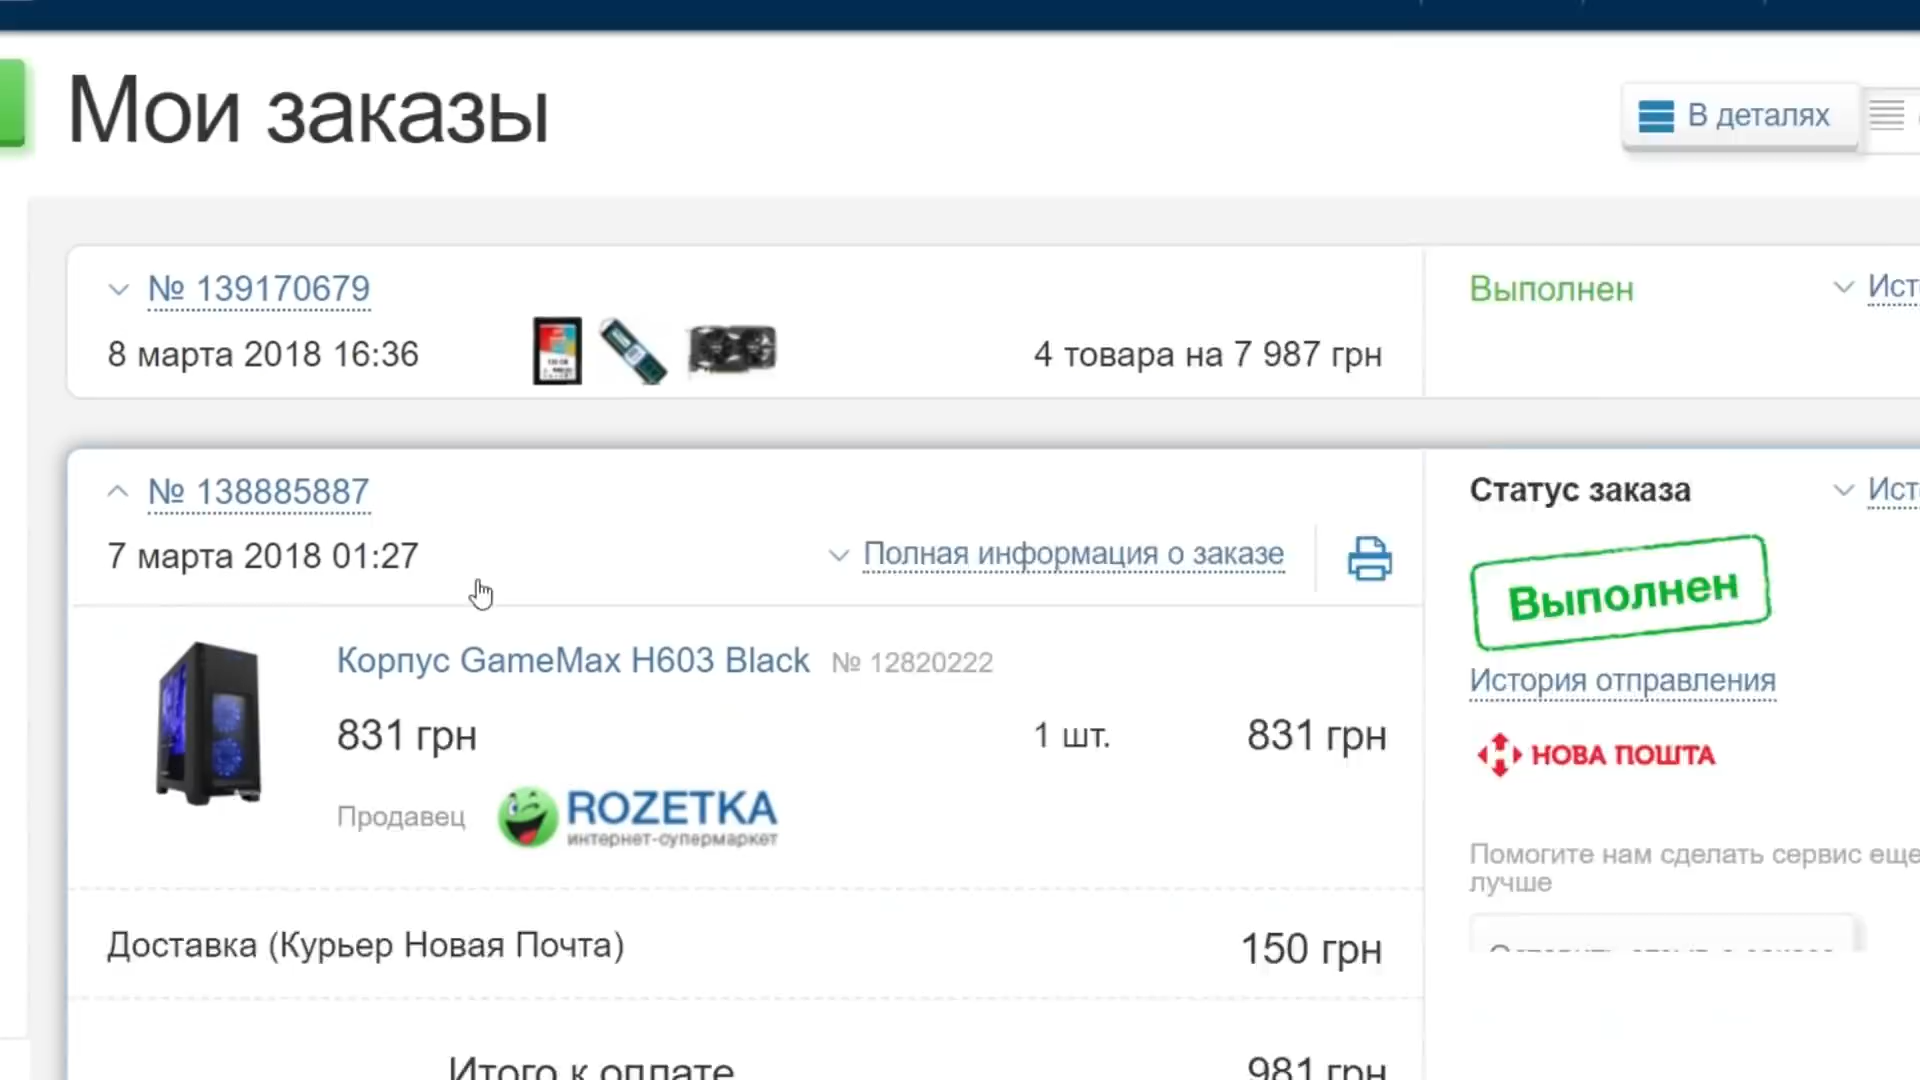 Мои заказы
В деталях
№ 139170679
Выполнен
Ист
8 марта 2018 16:36
4 товара на 7 987 грн
№ 138885887
Статус заказа
Ист
7 марта 2018 01:27
Полная информация о заказе
Выполнен
Корпус GameMax H603 Black № 12820222
История отправления
831 грн
1 шт.
831 грн
НОВА ПОШТА
Продавец
ROZETKA
интернет-супермаркет
Помогите нам сделать сервис еще
лучше
Доставка (Курьер Новая Почта)
150 грн
Итого к оплате
981 грн